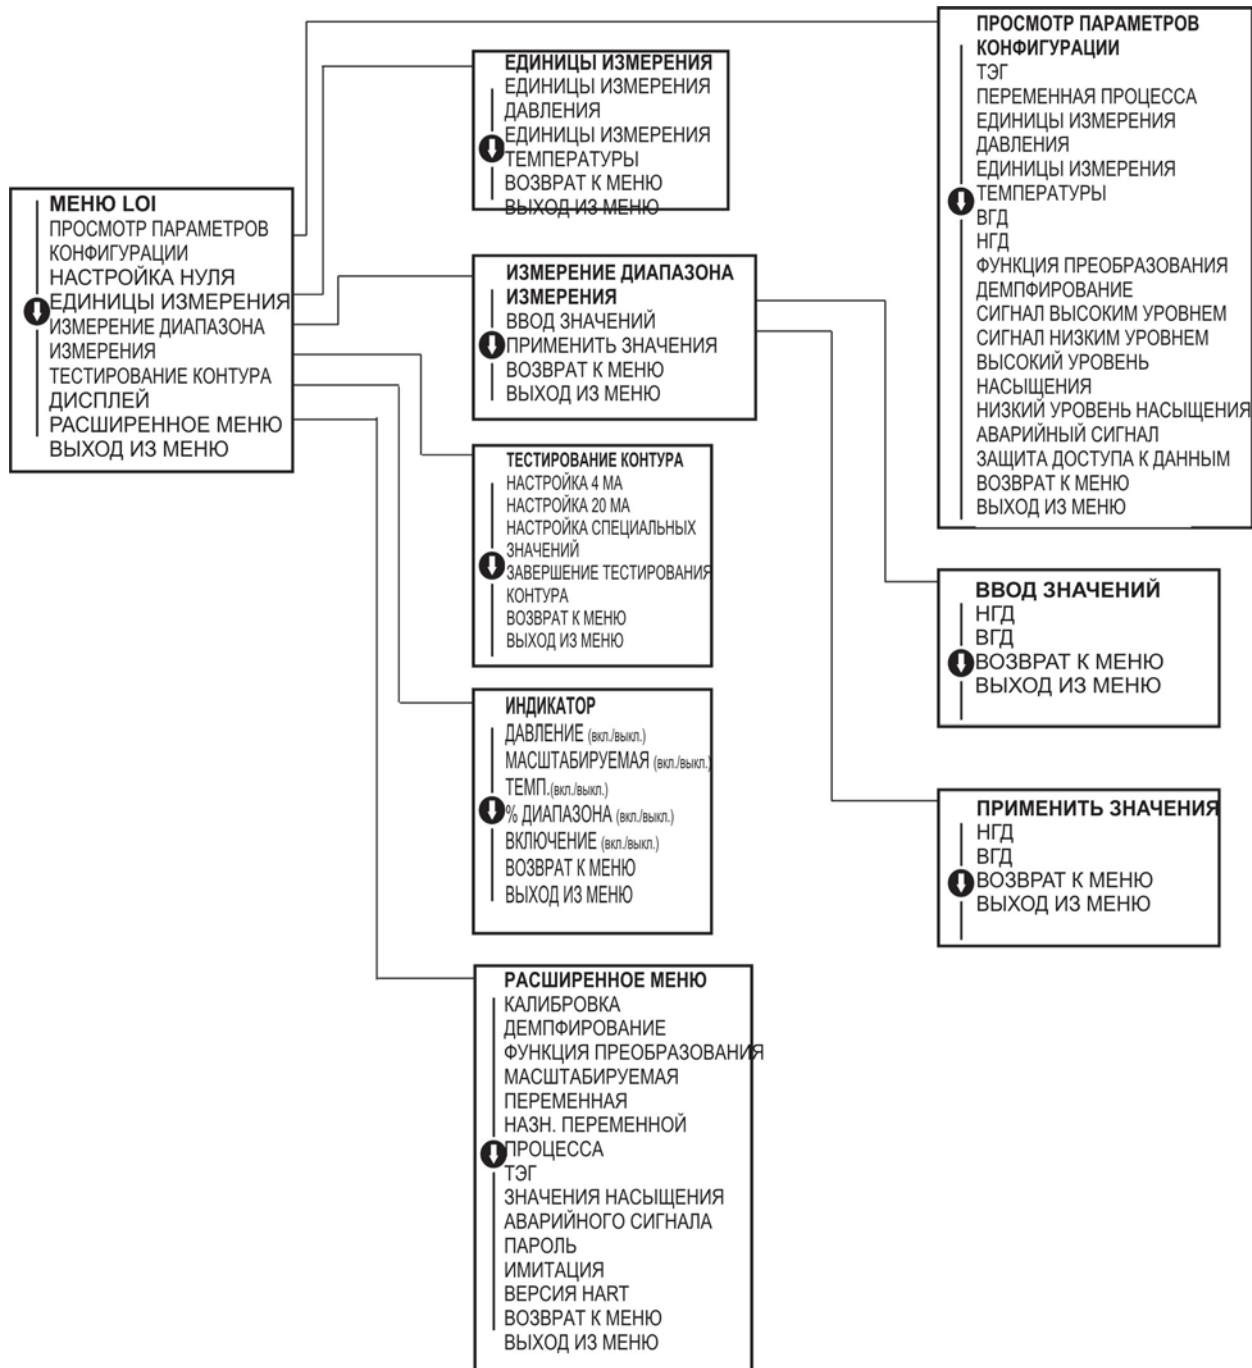 МЕНЮ LOI
ПРОСМОТР ПАРАМЕТРОВ
КОНФИГУРАЦИИ
НАСТРОЙКА НУЛЯ
ЕДИНИЦЫ ИЗМЕРЕНИЯ
ИЗМЕРЕНИЕ ДИАПАЗОНА
ИЗМЕРЕНИЯ
ТЕСТИРОВАНИЕ КОНТУРА
ДИСПЛЕЙ
РАСШИРЕННОЕ МЕНЮ
ВЫХОД ИЗ МЕНЮ
ЕДИНИЦЫ ИЗМЕРЕНИЯ
ЕДИНИЦЫ ИЗМЕРЕНИЯ
ДАВЛЕНИЯ
ЕДИНИЦЫ ИЗМЕРЕНИЯ
ТЕМПЕРАТУРЫ
ВОЗВРАТ К МЕНЮ
ВЫХОД ИЗ МЕНЮ
ИЗМЕРЕНИЕ ДИАПАЗОНА
ИЗМЕРЕНИЯ
ВВОД ЗНАЧЕНИЙ
ПРИМЕНИТЬ ЗНАЧЕНИЯ
ВОЗВРАТ К МЕНЮ
ВЫХОД ИЗ МЕНЮ
ТЕСТИРОВАНИЕ КОНТУРА
НАСТРОЙКА 4 МА
НАСТРОЙКА 20 МА
НАСТРОЙКА СПЕЦИАЛЬНЫХ
ЗНАЧЕНИЙ
ЗАВЕРШЕНИЕ ТЕСТИРОВАНИЯ
КОНТУРА
ВОЗВРАТ К МЕНЮ
ВЫХОД ИЗ МЕНЮ
ИНДИКАТОР
ДАВЛЕНИЕ (вкл./выкл.)
МАСШТАБИРУЕМАЯ (вкл./выкл.)
ТЕМП.(вкл./выкл.)
% ДИАПАЗОНА (вкл./выкл.)
ВКЛЮЧЕНИЕ (вкл./выкл.)
ВОЗВРАТ К МЕНЮ
ВЫХОД ИЗ МЕНЮ
РАСШИРЕННОЕ МЕНЮ
КАЛИБРОВКА
ДЕМПФИРОВАНИЕ
ФУНКЦИЯ ПРЕОБРАЗОВАНИЯ
МАСШТАБИРУЕМАЯ
ПЕРЕМЕННАЯ
НАЗН. ПЕРЕМЕННОЙ
ПРОЦЕССА
ТЭГ
ЗНАЧЕНИЯ НАСЫЩЕНИЯ
АВАРИЙНОГО СИГНАЛА
ПАРОЛЬ
ИМИТАЦИЯ
ВЕРСИЯ HART
ВОЗВРАТ К МЕНЮ
ВЫХОД ИЗ МЕНЮ
ПРОСМОТР ПАРАМЕТРОВ
КОНФИГУРАЦИИ
ТЭГ
ПЕРЕМЕННАЯ ПРОЦЕССА
ЕДИНИЦЫ ИЗМЕРЕНИЯ
ДАВЛЕНИЯ
ЕДИНИЦЫ ИЗМЕРЕНИЯ
ТЕМПЕРАТУРЫ
ВГД
НГД
ФУНКЦИЯ ПРЕОБРАЗОВАНИЯ
ДЕМПФИРОВАНИЕ
СИГНАЛ ВЫСОКИМ УРОВНЕМ
СИГНАЛ НИЗКИМ УРОВНЕМ
ВЫСОКИЙ УРОВЕНЬ
НАСЫЩЕНИЯ
НИЗКИЙ УРОВЕНЬ НАСЫЩЕНИЯ
АВАРИЙНЫЙ СИГНАЛ
ЗАЩИТА ДОСТУПА К ДАННЫМ
ВОЗВРАТ К МЕНЮ
ВЫХОД ИЗ МЕНЮ
ВВОД ЗНАЧЕНИЙ
НГД
ВГД
ВОЗВРАТ К МЕНЮ
ВЫХОД ИЗ МЕНЮ
ПРИМЕНИТЬ ЗНАЧЕНИЯ
НГД
ВГД
ВОЗВРАТ К МЕНЮ
ВЫХОД ИЗ МЕНЮ